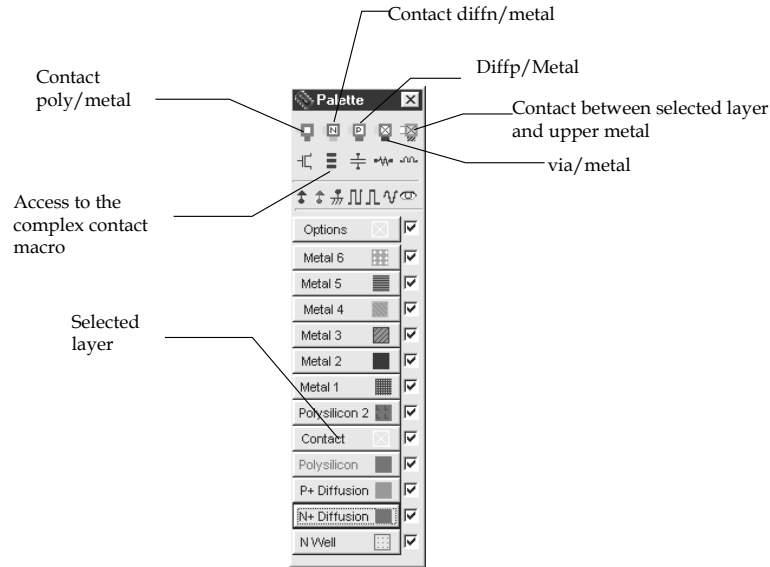 Contact diffn/metal
Contact
poly/metal
Diffp/Metal
Contact between selected layer
and upper metal
via/metal
Access to the
complex contact
macro
Selected
layer
Palette
N
P
Options
Metal 6
Metal 5
Metal 4
Metal 3
Metal 2
Metal 1
Polysilicon 2
Contact
Polysilicon
P+ Diffusion
N+ Diffusion
N Well